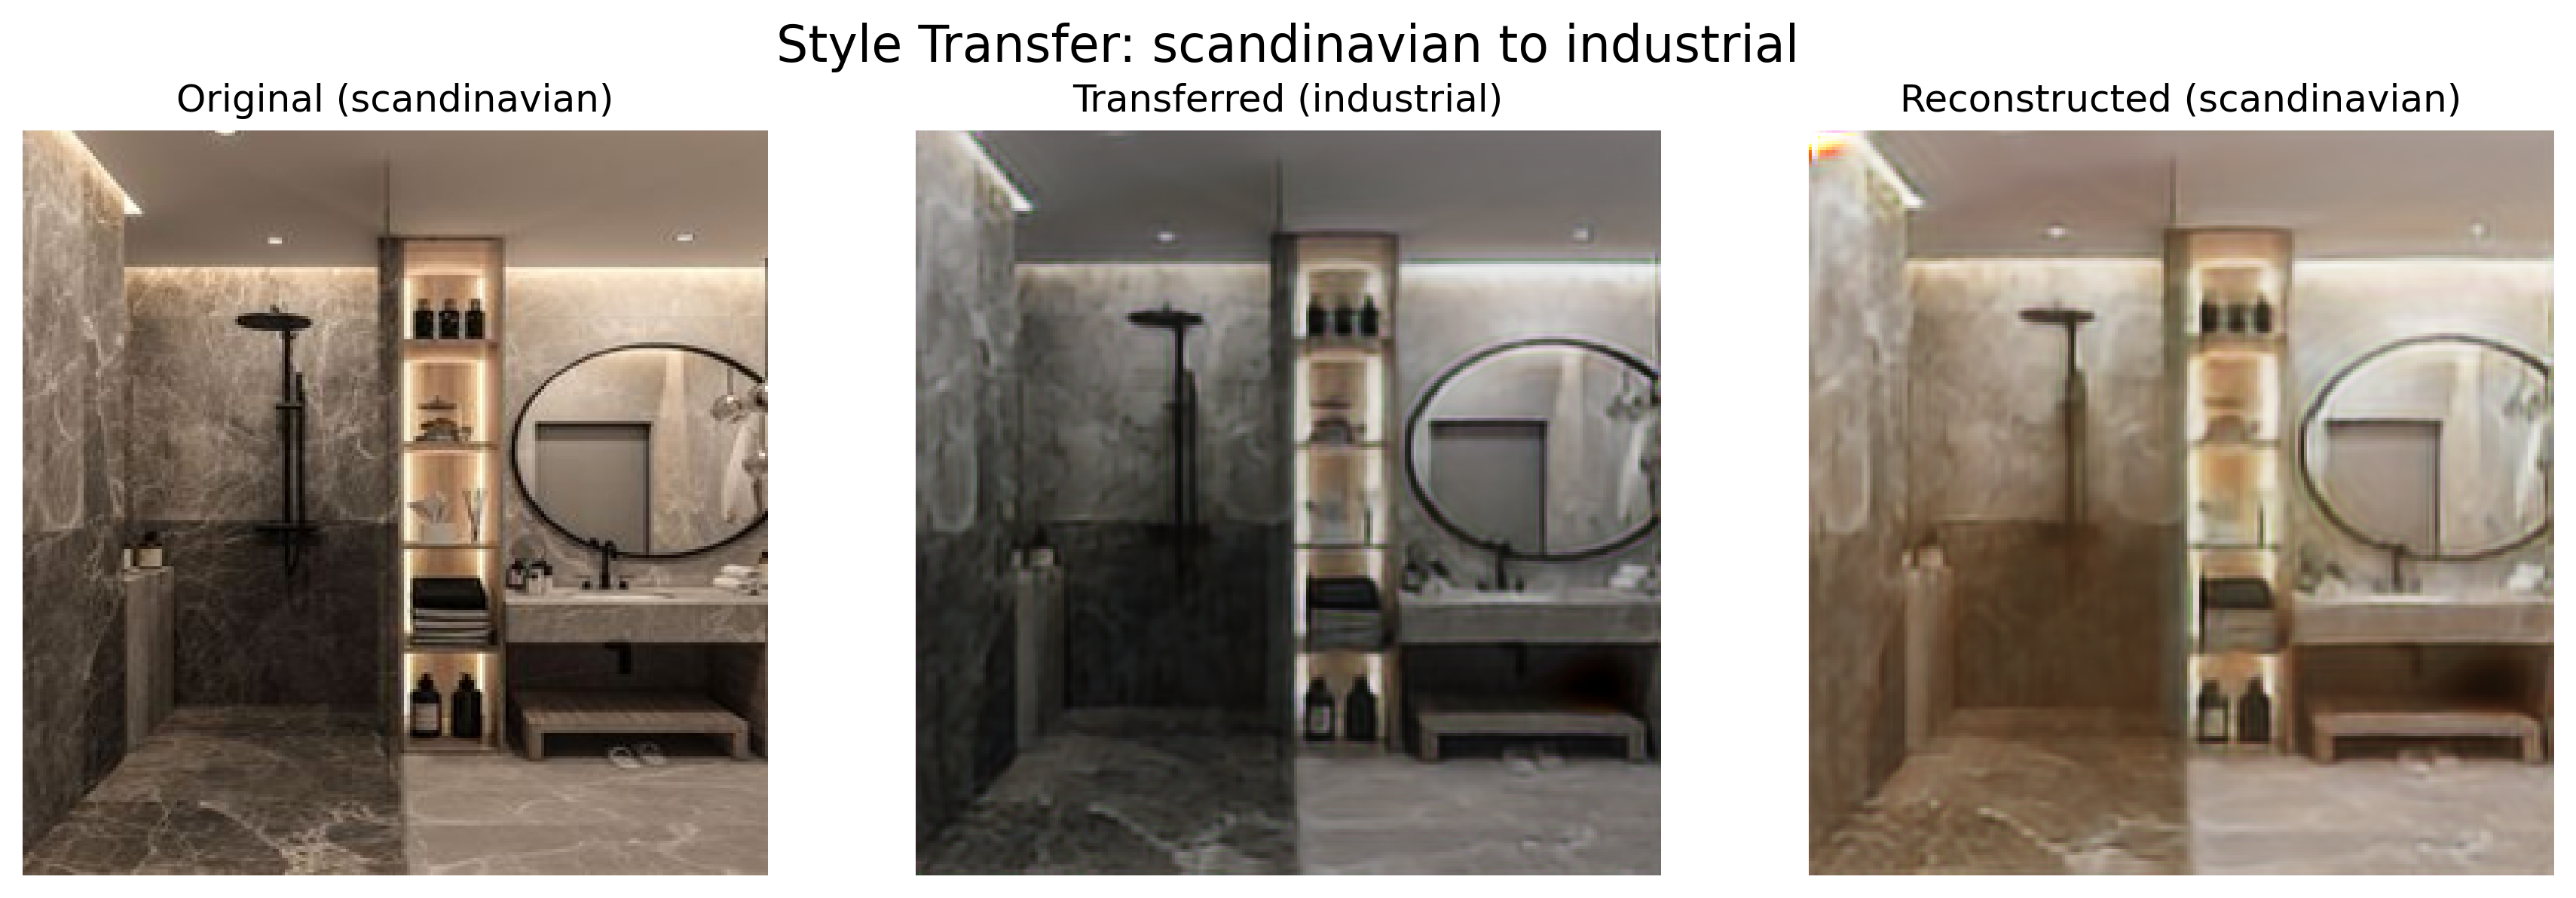 Style Transfer: scandinavian to industrial
Original (scandinavian)
Transferred (industrial)
Reconstructed (scandinavian)